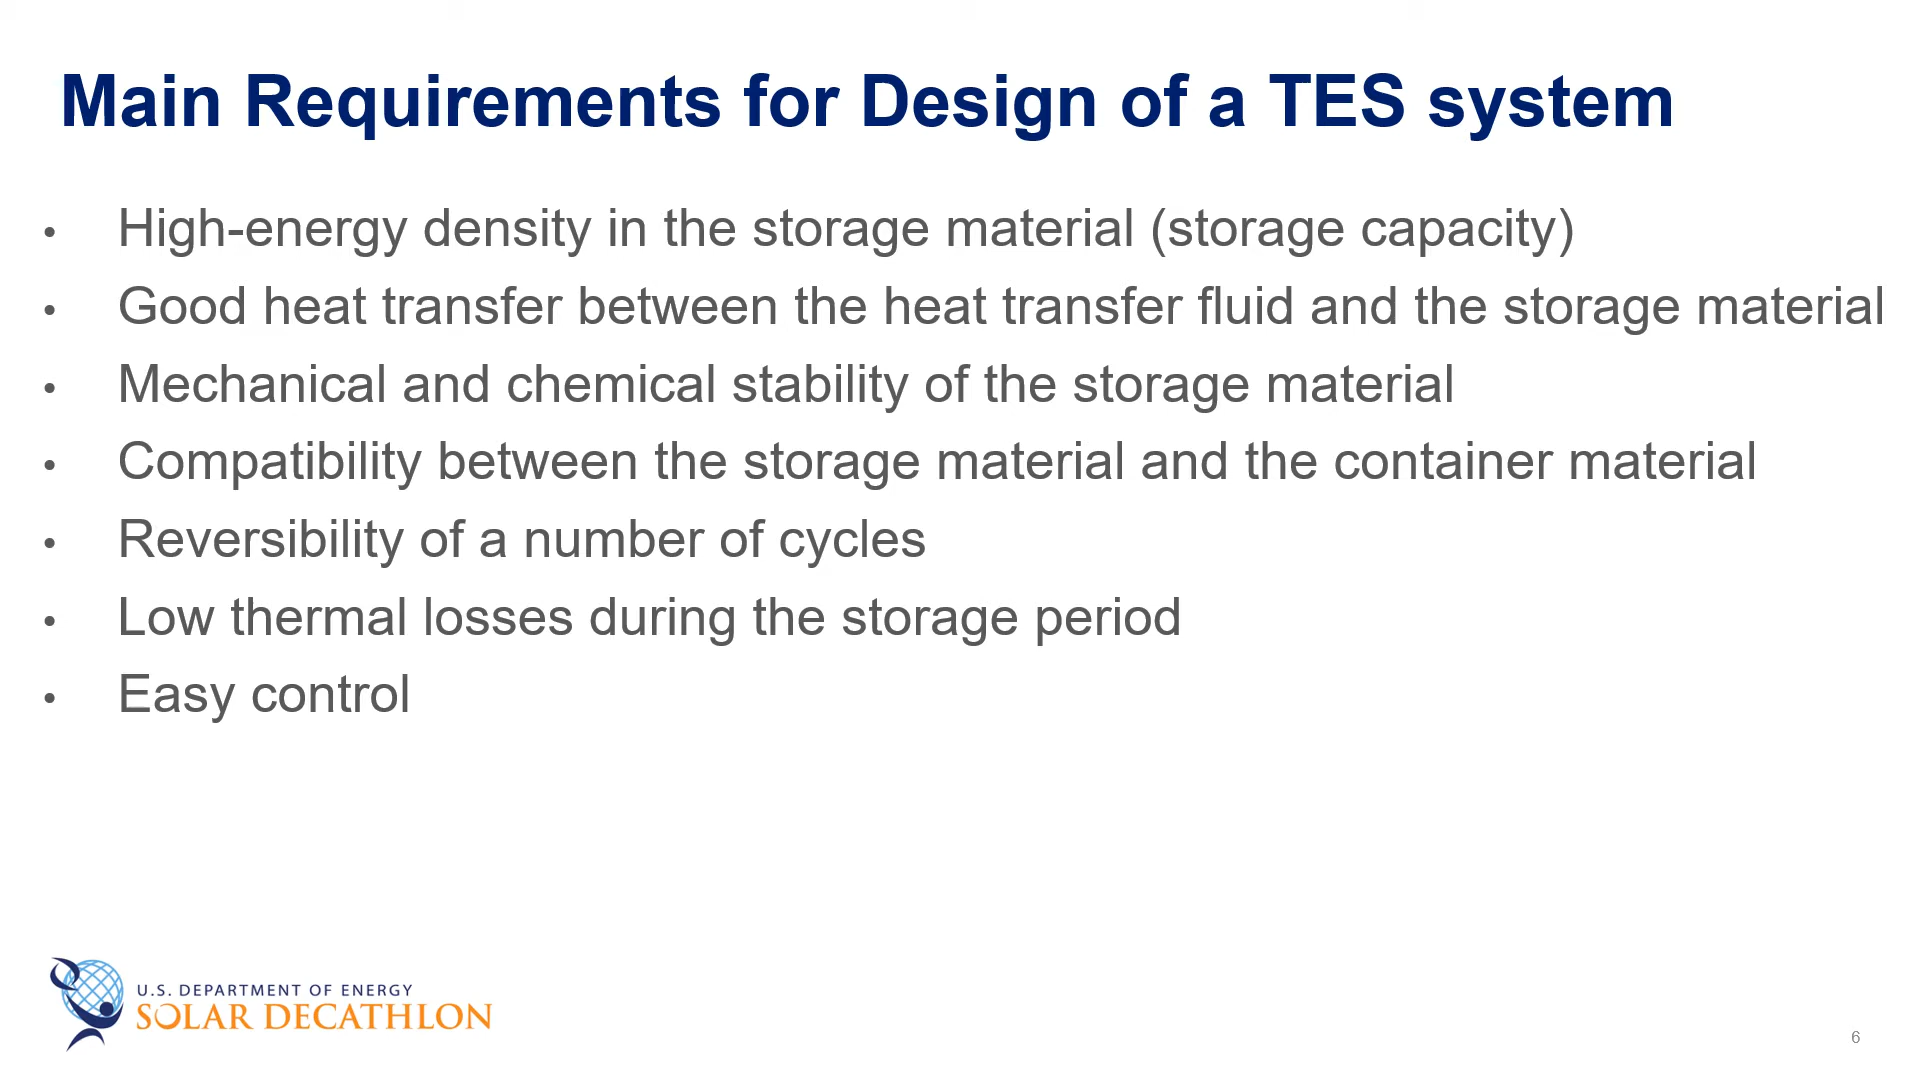 Main Requirements for Design of a TES system
• High-energy density in the storage material (storage capacity)
• Good heat transfer between the heat transfer fluid and the storage material
• Mechanical and chemical stability of the storage material
• Compatibility between the storage material and the container material
• Reversibility of a number of cycles
• Low thermal losses during the storage period
• Easy control
U.S. DEPARTMENT OF ENERGY
SOLAR DECATHLON
6